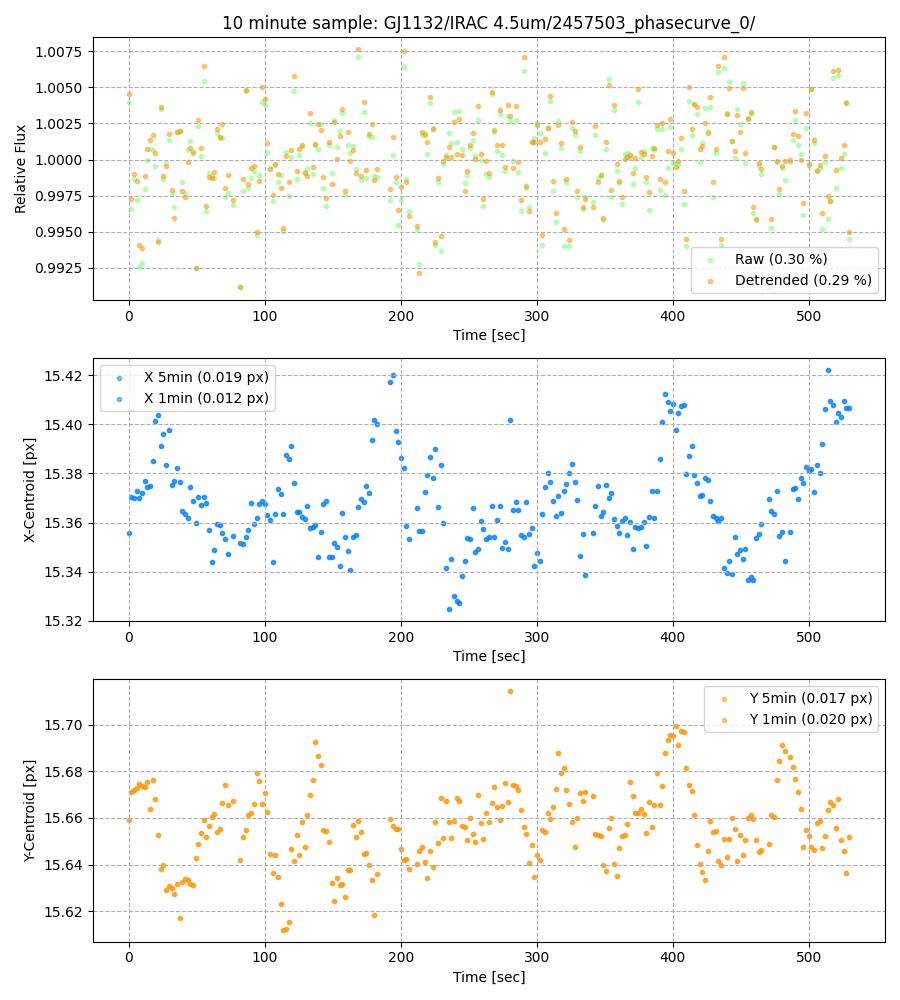 10 minute sample: GJ1132/IRAC 4.5um/2457503_phasecurve_0/
1.0075
1.0050
1.0025
1.0000
0.9975
0.9950
0.9925
Relative Flux
Raw (0.30 %)
Detrended (0.29 %)
0 100 200 300 400 500
Time [sec]
15.42
15.40
15.38
15.36
15.34
15.32
X-Centroid [px]
X 5min (0.019 px)
X 1min (0.012 px)
0 100 200 300 400 500
Time [sec]
15.70
15.68
15.66
15.64
15.62
Y-Centroid [px]
Y 5min (0.017 px)
Y 1min (0.020 px)
0 100 200 300 400 500
Time [sec]